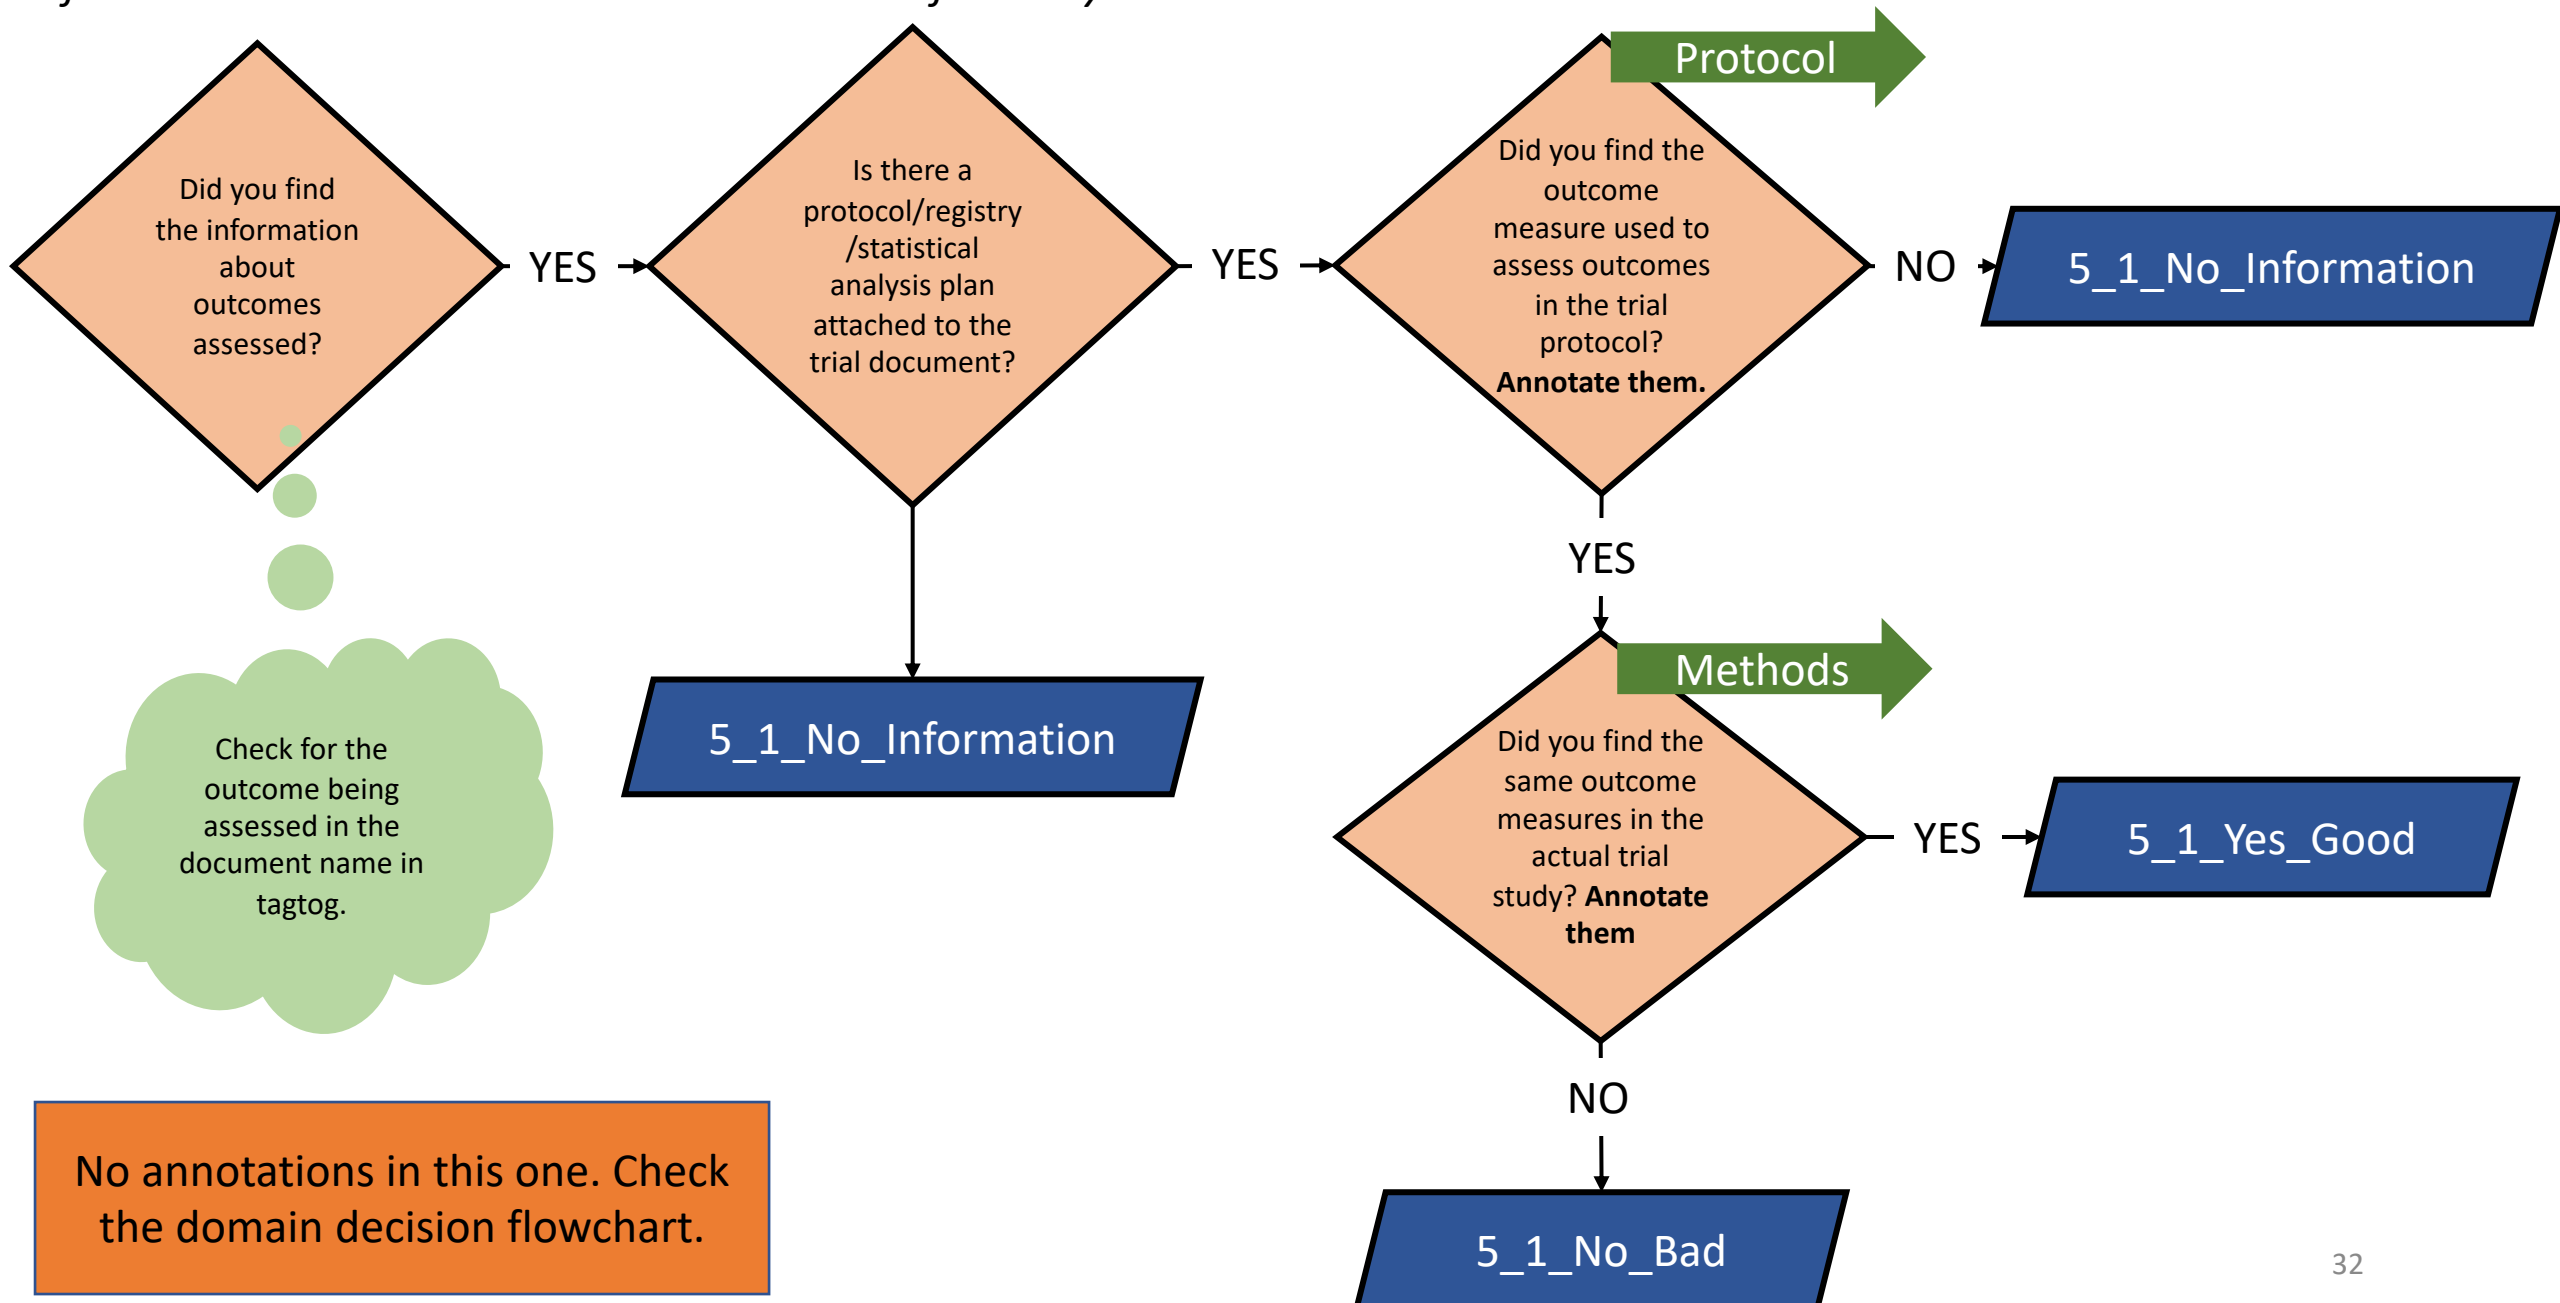 Did you find
the information
about
outcomes
assessed?
YES
Is there a
protocol/registry
/statistical
analysis plan
attached to the
trial document?
YES
Protocol
Did you find the
outcome
measure used to
assess outcomes
in the trial
protocol?
Annotate them.
NO
5_1_No_Information
YES
Check for the
outcome being
assessed in the
document name in
tagtog.
5_1_No_Information
Methods
Did you find the
same outcome
measures in the
actual trial
study? Annotate
them
YES
5_1_Yes_Good
NO
No annotations in this one. Check
the domain decision flowchart.
5_1_No_Bad
32